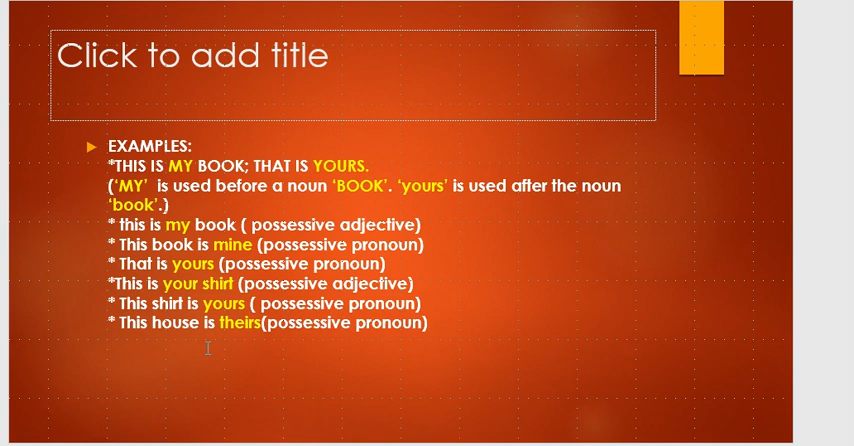 Click to add title
EXAMPLES:
*THIS IS MY BOOK; THAT IS YOURS.
(‘MY’ is used before a noun ‘BOOK’. ‘yours’ is used after the noun
‘book’.)
* this is my book ( possessive adjective)
* This book is mine (possessive pronoun)
* That is yours (possessive pronoun)
*This is your shirt (possessive adjective)
* This shirt is yours ( possessive pronoun)
* This house is theirs(possessive pronoun)